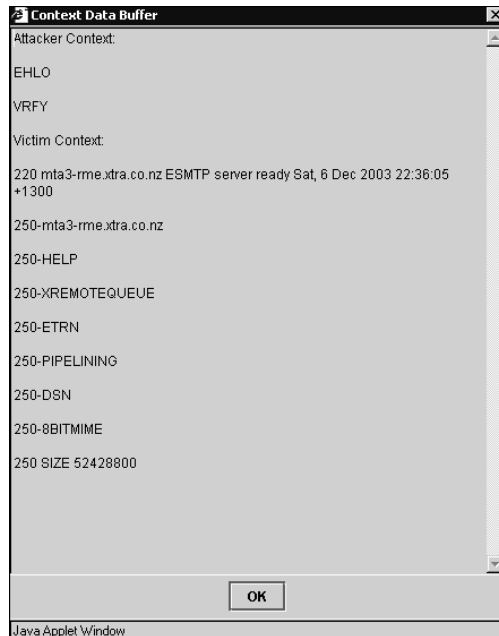 Context Data Buffer
Attacker Context:
EHLO
VRFY
Victim Context:
220 mta3-rme.xtra.co.nz ESMTP server ready Sat, 6 Dec 2003 22:36:05
+1300
250-mta3-rme.xtra.co.nz
250-HELP
250-XREMOTEQUEUE
250-ETRN
250-PIPELINING
250-DSN
250-8BITMIME
250 SIZE 52428800
OK
Java Applet Window